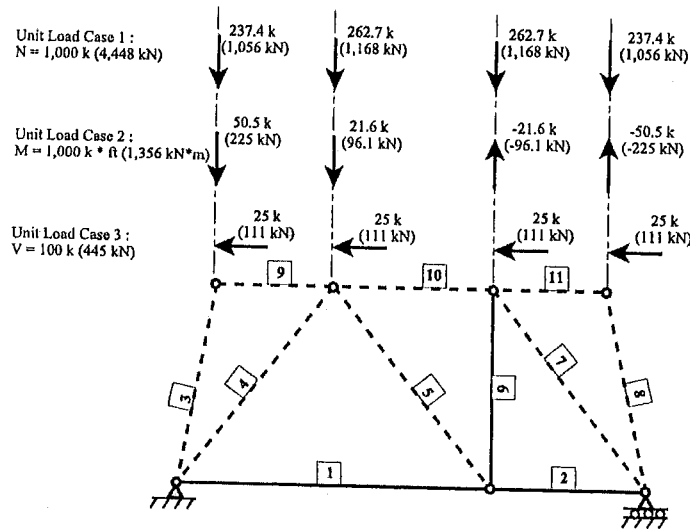 Unit Load Case 1 :
N = 1,000 k (4,448 kN)
237.4 k
(1,056 kN)
262.7 k
(1,168 kN)
262.7 k
(1,168 kN)
237.4 k
(1,056 kN)
Unit Load Case 2 :
M = 1,000 k * ft (1,356 kN*m)
50.5 k
(225 kN)
21.6 k
(96.1 kN)
-21.6 k
(-96.1 kN)
-50.5 k
(-225 kN)
Unit Load Case 3 :
V = 100 k (445 kN)
25 k
(111 kN)
25 k
(111 kN)
25 k
(111 kN)
25 k
(111 kN)
9
10
11
3
4
5
6
7
8
1
2